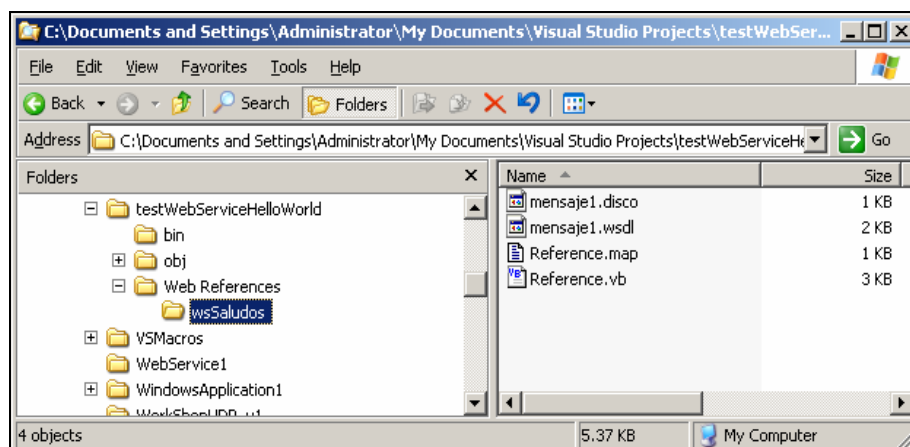 C:\Documents and Settings\Administrator\My Documents\Visual Studio Projects\testWebSer...
File Edit View Favorites Tools Help
Back Search Folders
Address C:\Documents and Settings\Administrator\My Documents\Visual Studio Projects\testWebServiceHe Go
Folders
testWebServiceHelloWorld
bin
obj
Web References
wsSaludos
VSMacros
WebService1
WindowsApplication1
Name Size
mensaje1.disco 1 KB
mensaje1.wsdl 2 KB
Reference.map 1 KB
Reference.vb 3 KB
4 objects 5.37 KB My Computer